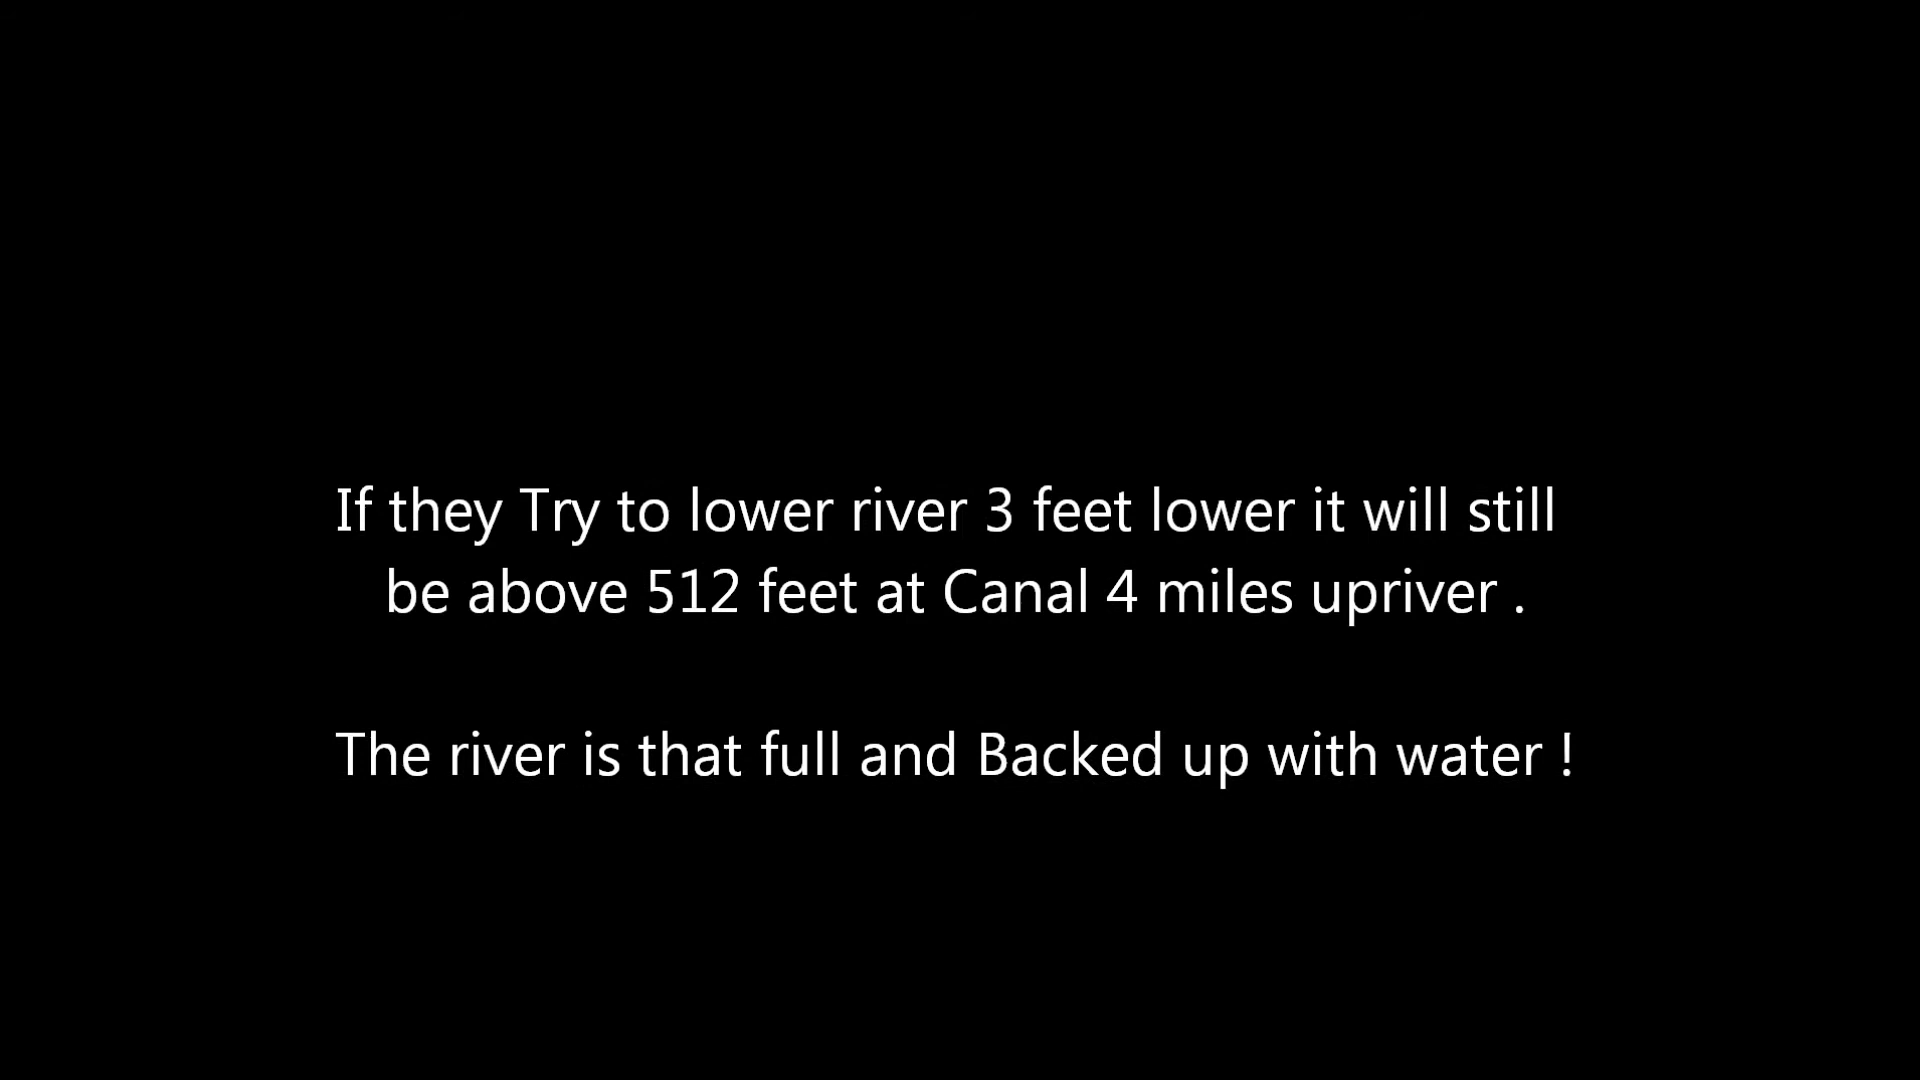 If they Try to lower river 3 feet lower it will still
be above 512 feet at Canal 4 miles upriver .
The river is that full and Backed up with water !